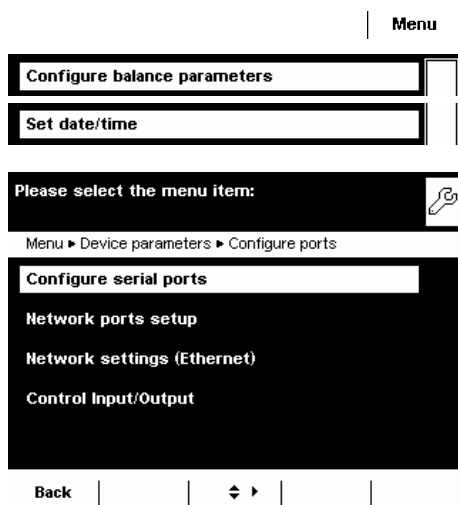 Menu
Configure balance parameters
Set date/time
Please select the menu item:
Menu ▸ Device parameters ▸ Configure ports
Configure serial ports
Network ports setup
Network settings (Ethernet)
Control Input/Output
Back